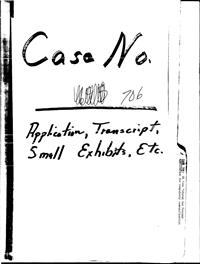 Case No.
706
Application, Transcript,
Small Exhibits, Etc.